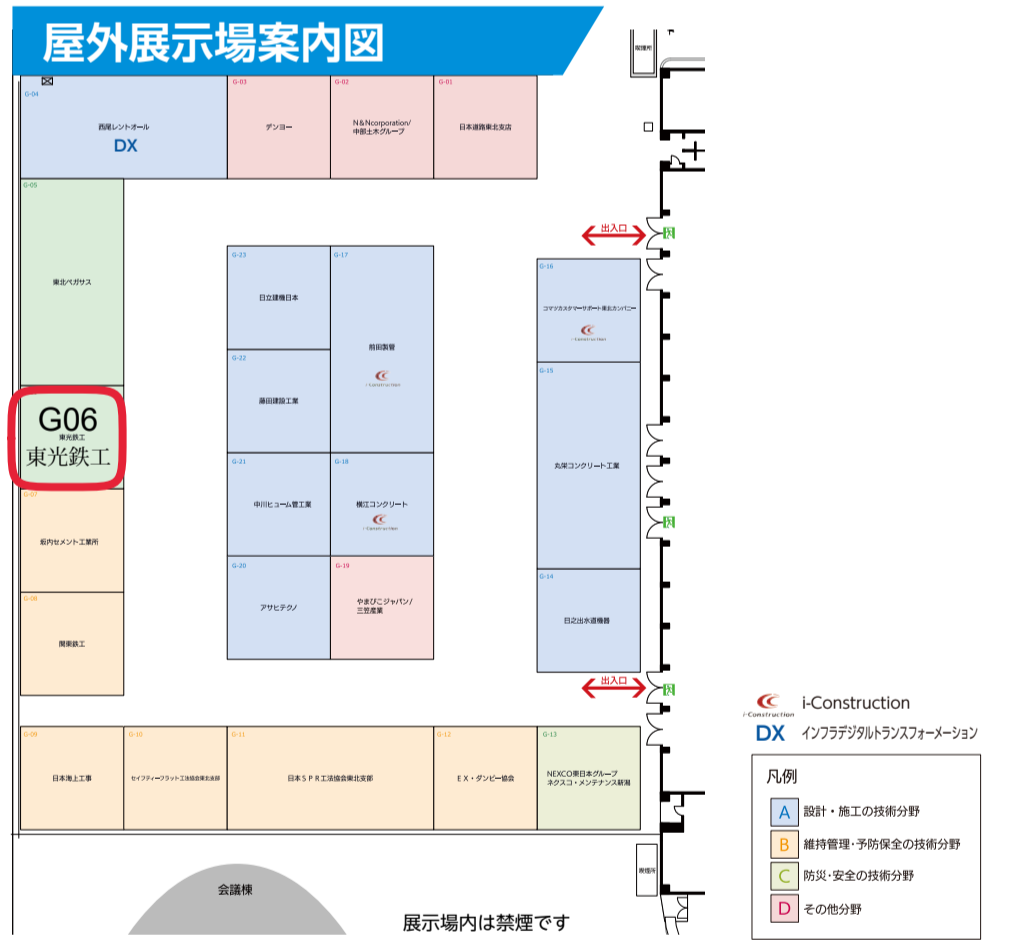 屋外展示場案内図
喫煙所
G-04
西尾レントオール
DX
G-03
デンヨー
G-02
N&Ncorporation/
中部土木グループ
G-01
日本道路東北支店
G-05
東北ペガサス
出入口
G-23
日立建機日本
G-17
前田製管
i-Construction
G-16
コマツカスタマーサポート東北カンパニー
i-Construction
G-22
藤田建設工業
G-15
丸栄コンクリート工業
G06
東光鉄工
東光鉄工
G-21
中川ヒューム管工業
G-18
横江コンクリート
i-Construction
G-07
坂内セメント工業所
G-20
アサヒテクノ
G-19
やまびこジャパン/
三笠産業
G-14
日之出水道機器
G-08
関東鉄工
出入口
G-09
日本海上工事
G-10
セイフティーフラット工法協会東北支部
G-11
日本SPR工法協会東北支部
G-12
EX・ダンビー協会
G-13
NEXCO東日本グループ
ネクスコ・メンテナンス新潟
i-Construction
i-Construction
DX インフラデジタルトランスフォーメーション
凡例
A 設計・施工の技術分野
B 維持管理・予防保全の技術分野
C 防災・安全の技術分野
D その他分野
喫煙所
会議棟
展示場内は禁煙です